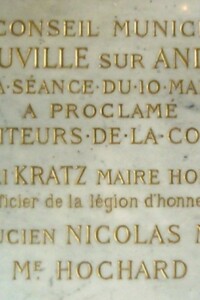 CONSEIL MUNIC
UVILLE SUR AN
A·SÉANCE·DU·10·MA
A PROCLAMÉ
ITEURS·DE·LA·CO
I KRATZ MAIRE HO
ficier de la légion d'honne
UCIEN NICOLAS
Me HOCHARD